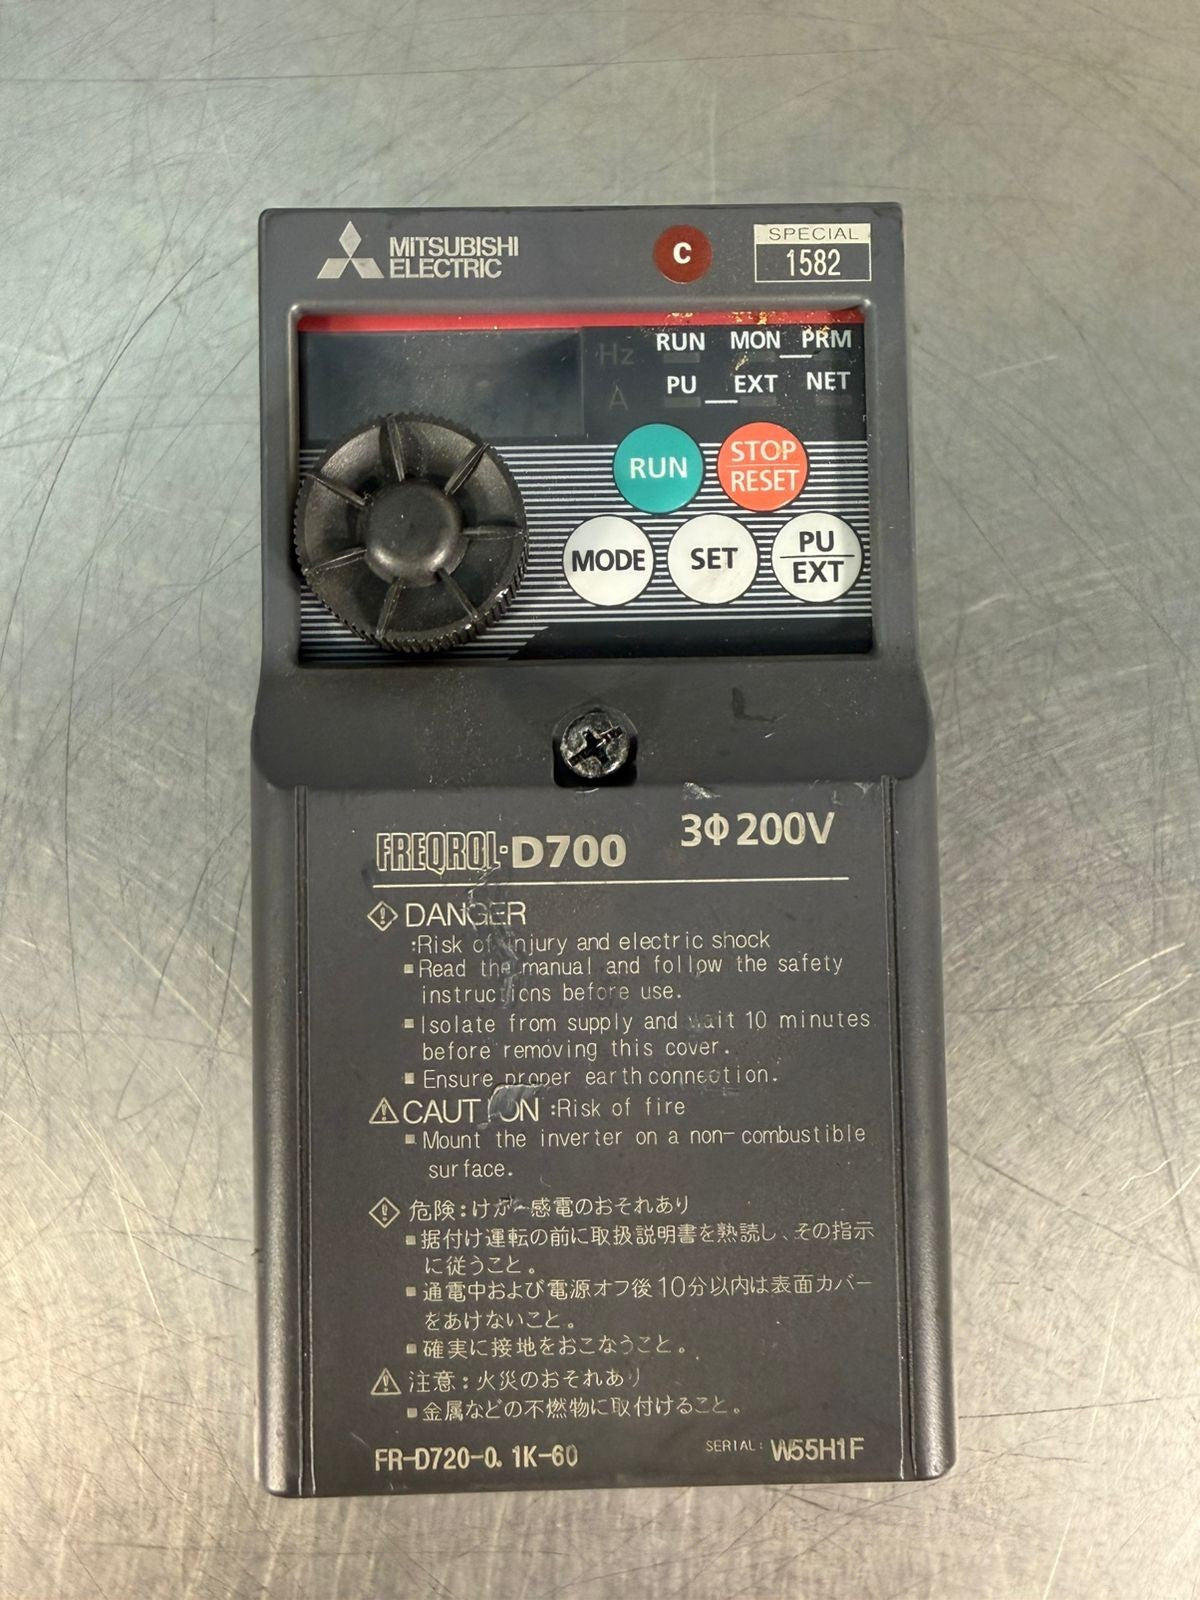 MITSUBISHI
ELECTRIC
C
SPECIAL
1582
Hz
A
RUN MON PRM
PU EXT NET
RUN
STOP
RESET
MODE
SET
PU
EXT
3Φ 200V
FREQROL-D700
DANGER
:Risk of injury and electric shock
Read the manual and follow the safety
instructions before use.
Isolate from supply and wait 10 minutes
before removing this cover.
Ensure proper earth connection.
CAUTION :Risk of fire
Mount the inverter on a non-combustible
surface.
危険:けが 感電のおそれあり
据付け運転の前に取扱説明書を熟読し、その指示
に従うこと。
通電中および電源オフ後10分以内は表面カバー
をあけないこと。
確実に接地をおこなうこと。
注意:火災のおそれあり
金属などの不燃物に取付けること。
FR-D720-0.1K-60
SERIAL: W55H1F